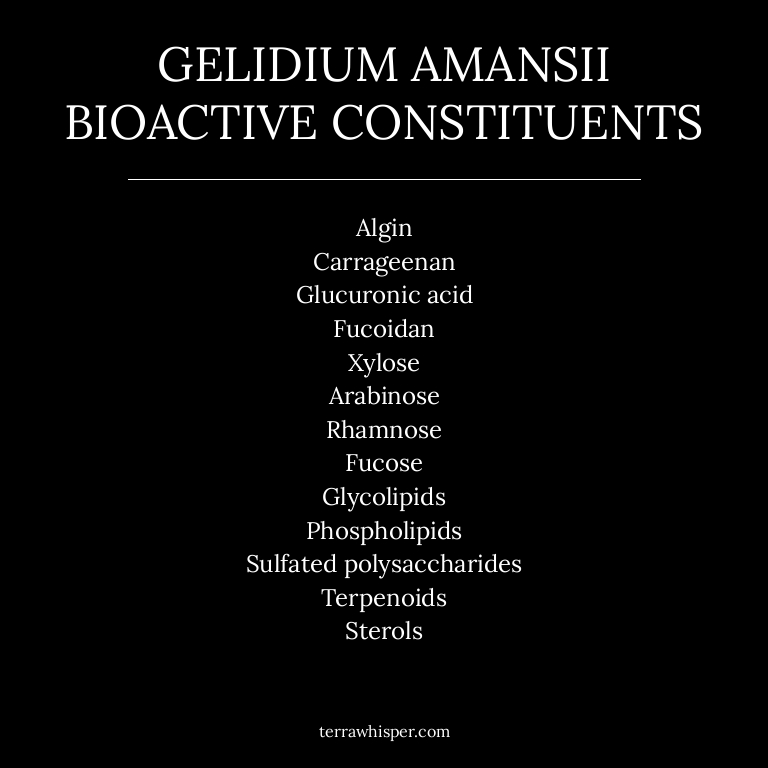 GELIDIUM AMANSII
BIOACTIVE CONSTITUENTS
Algin
Carrageenan
Glucuronic acid
Fucoidan
Xylose
Arabinose
Rhamnose
Fucose
Glycolipids
Phospholipids
Sulfated polysaccharides
Terpenoids
Sterols
terrawhisper.com